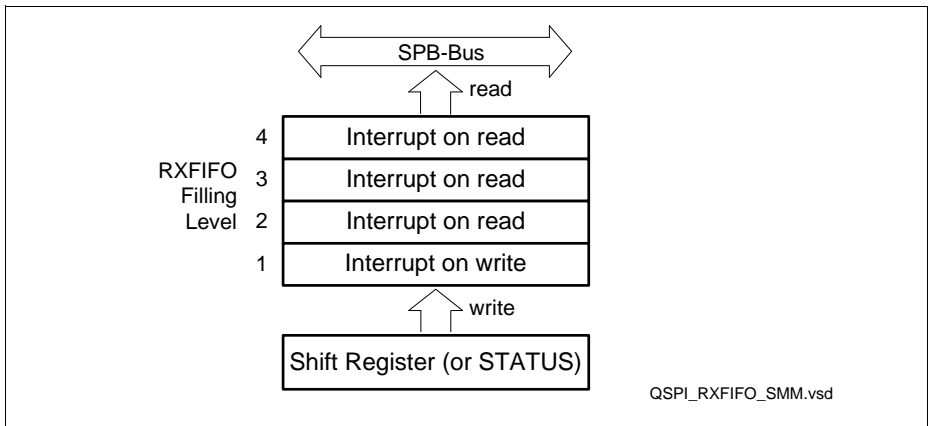 SPB-Bus
read
4 Interrupt on read
RXFIFO
Filling
Level
3 Interrupt on read
2 Interrupt on read
1 Interrupt on write
write
Shift Register (or STATUS)
QSPI_RXFIFO_SMM.vsd